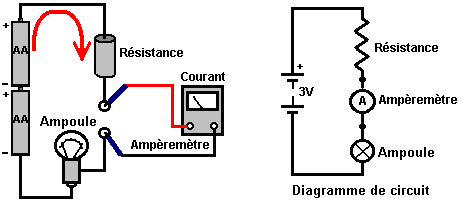 +
AA
−
+
AA
−
Résistance
Courant
Ampoule
Ampèremètre
+
3V
−
Résistance
A
Ampèremètre
Ampoule
Diagramme de circuit